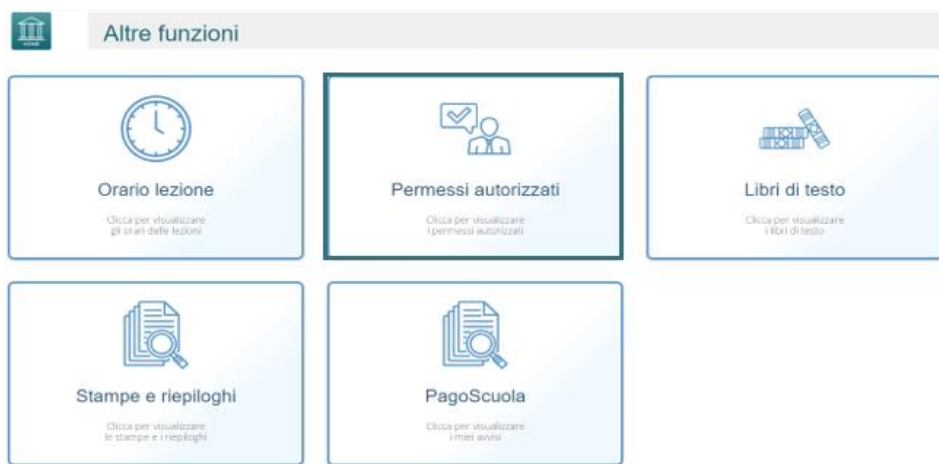 HOME
Altre funzioni
Orario lezione
Clicca per visualizzare
gli orari delle lezioni
Permessi autorizzati
Clicca per visualizzare
i permessi autorizzati
Libri di testo
Clicca per visualizzare
i libri di testo
Stampe e riepiloghi
Clicca per visualizzare
le stampe e i riepiloghi
PagoScuola
Clicca per visualizzare
i miei avvisi